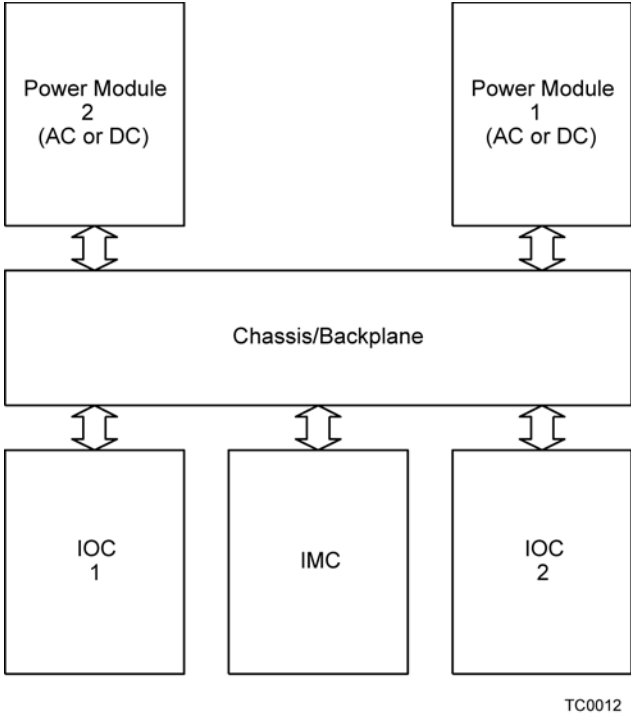 Power Module
2
(AC or DC)
Power Module
1
(AC or DC)
Chassis/Backplane
IOC
1
IMC
IOC
2
TC0012